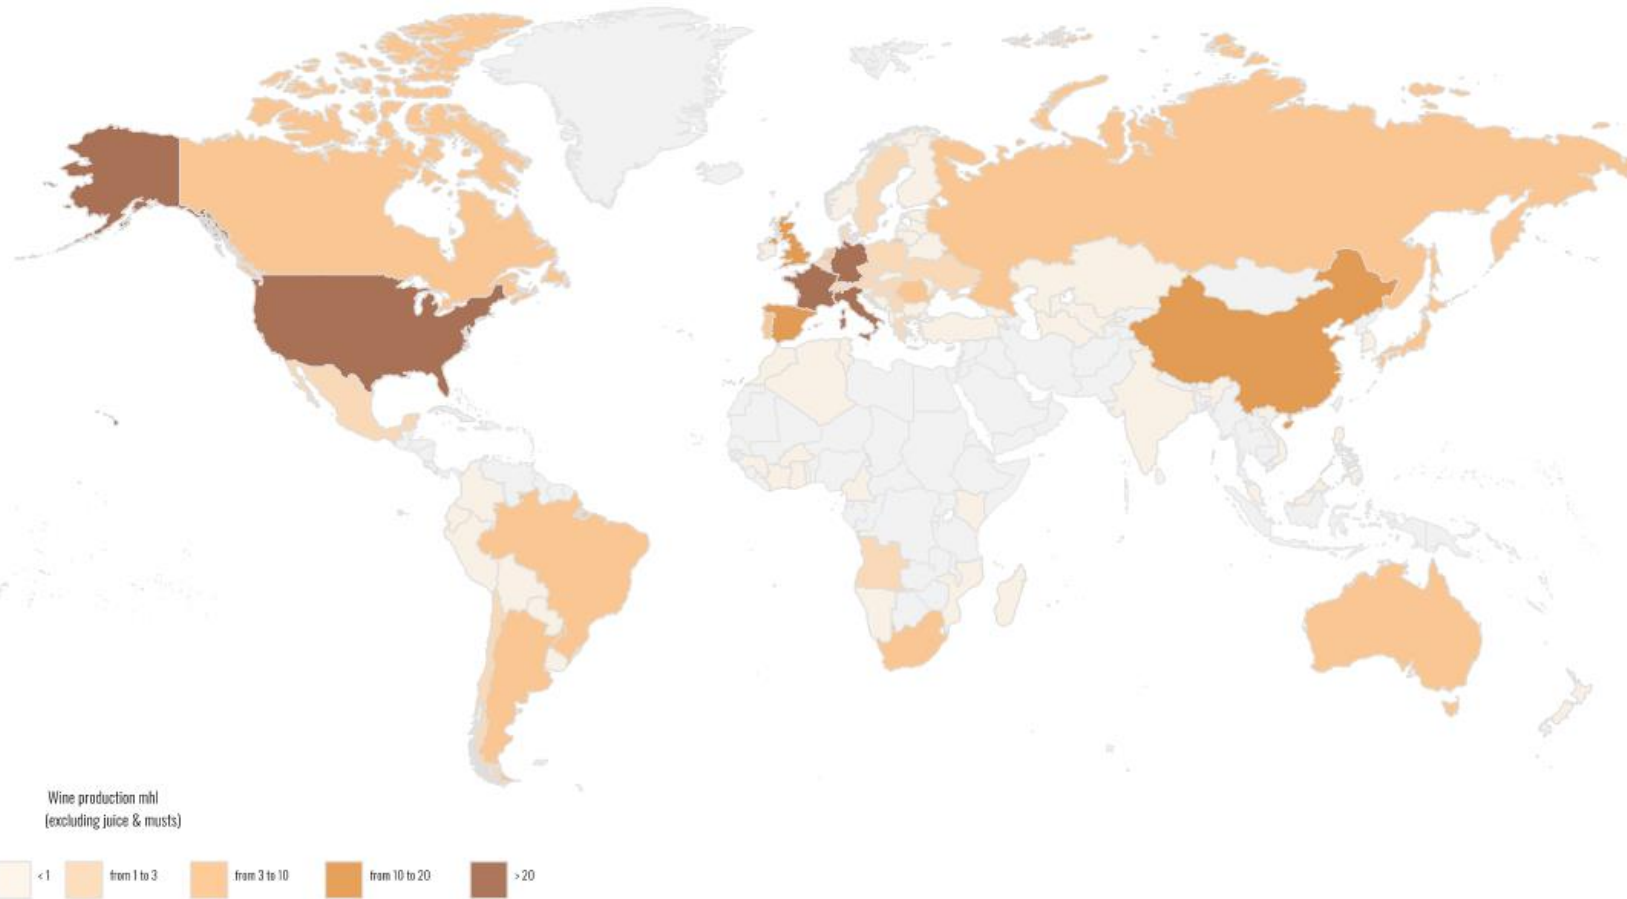 Wine production mhl
(excluding juice & musts)
< 1
from 1 to 3
from 3 to 10
from 10 to 20
> 20